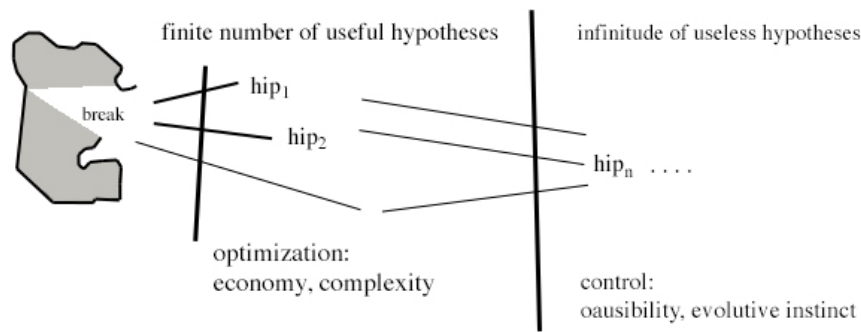 finite number of useful hypotheses
infinitude of useless hypotheses
break
hip₁
hip₂
hipₙ ....
optimization:
economy, complexity
control:
oausibility, evolutive instinct